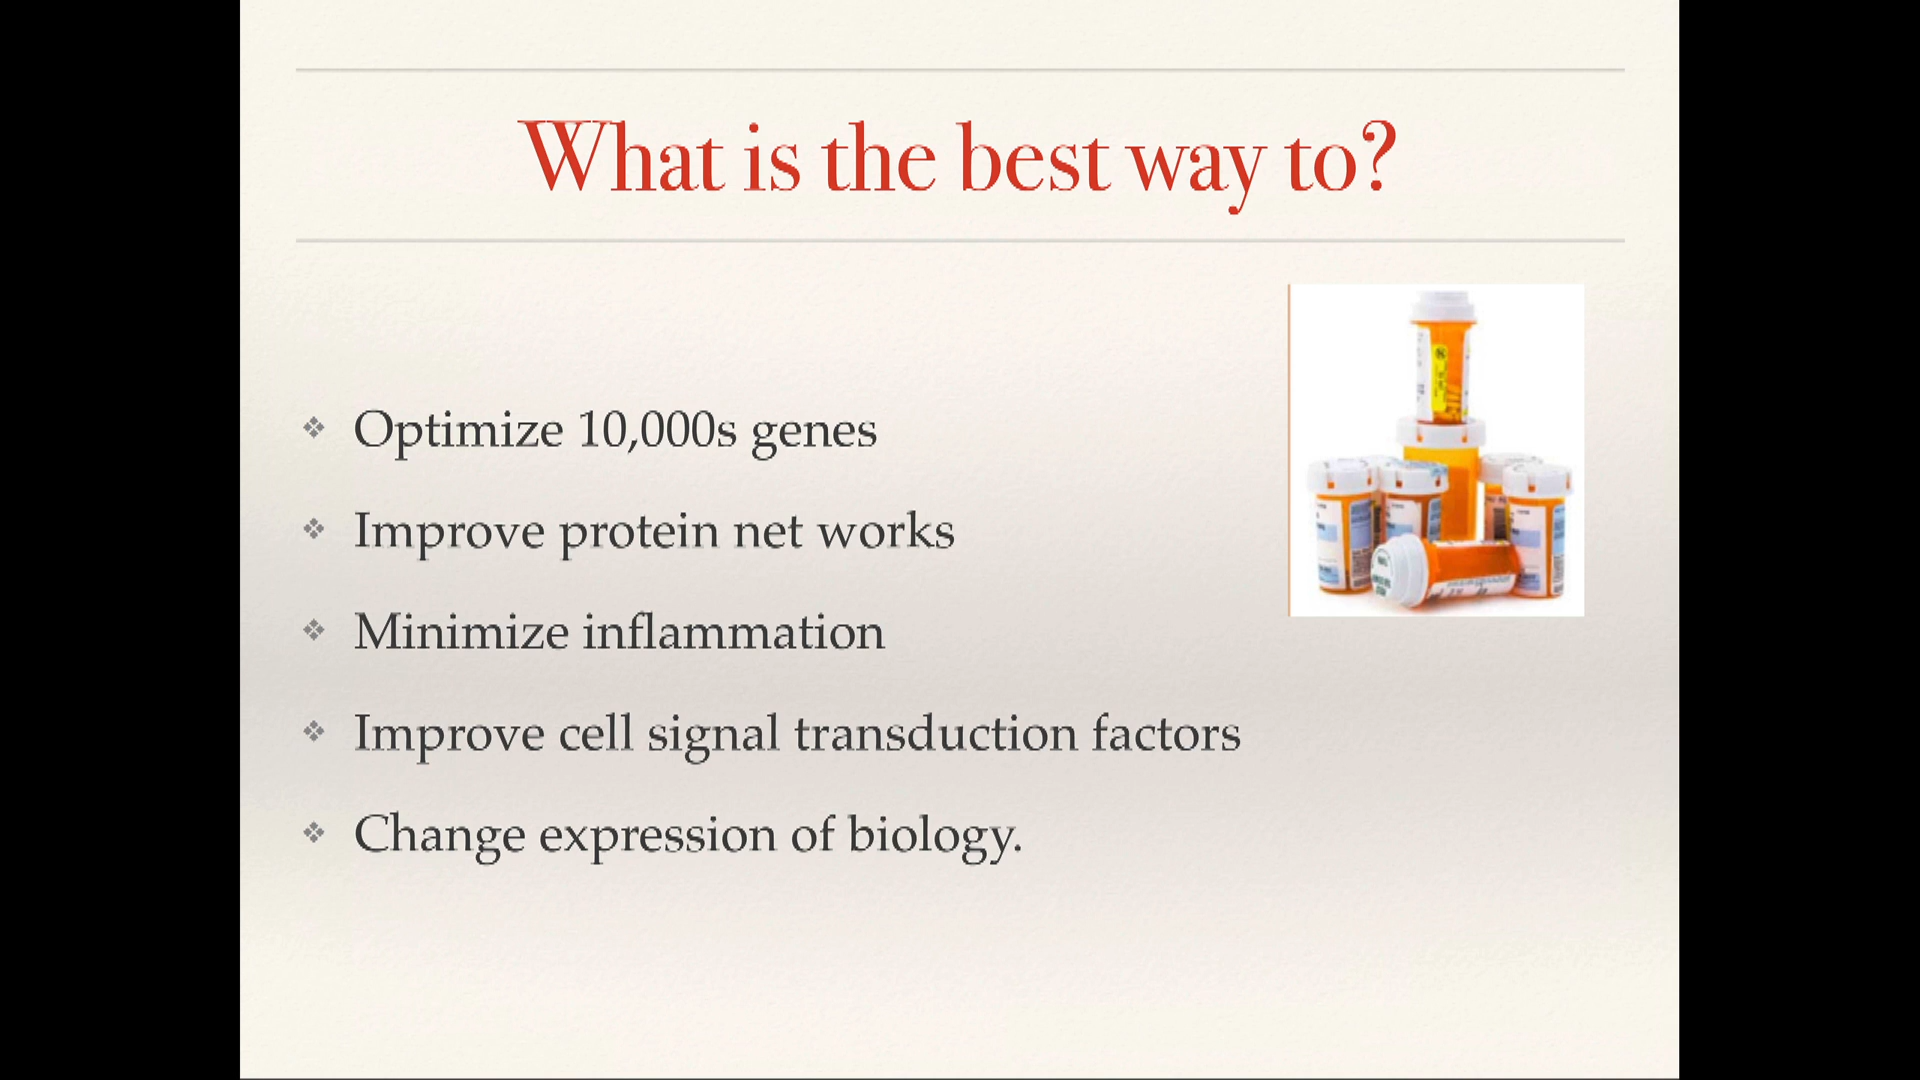 What is the best way to?
Optimize 10,000s genes
Improve protein net works
Minimize inflammation
Improve cell signal transduction factors
Change expression of biology.